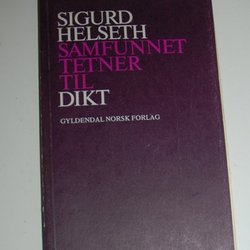 SIGURD
HELSETH
SAMFUNNET
TETNER
TIL
DIKT
GYLDENDAL NORSK FORLAG